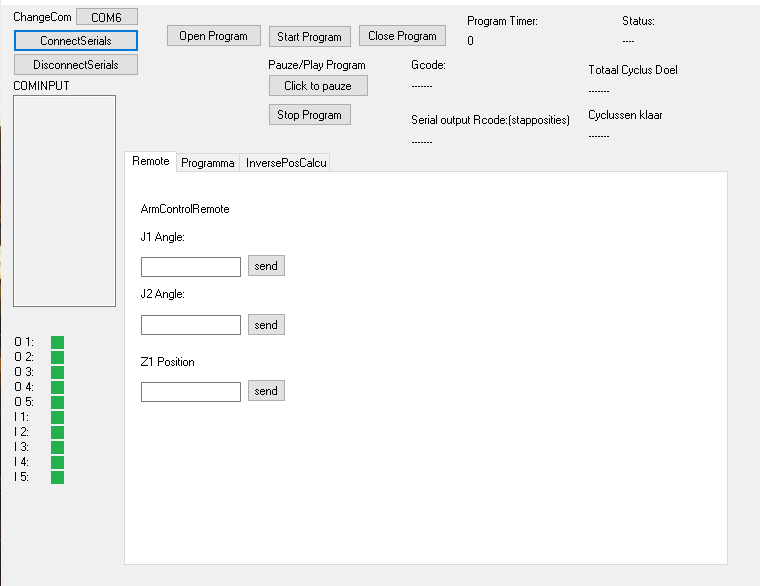 ChangeCom COM6
ConnectSerials
DisconnectSerials
COMINPUT
Open Program Start Program Close Program
Pauze/Play Program
Click to pauze
Stop Program
Program Timer:
0
Status:
----
Gcode:
-------
Totaal Cyclus Doel
-------
Serial output Rcode:(stapposities)
-------
Cyclussen klaar
-------
Remote Programma InversePosCalcu
ArmControlRemote
J1 Angle:
send
J2 Angle:
send
Z1 Position
send
O 1:
O 2:
O 3:
O 4:
O 5:
I 1:
I 2:
I 3:
I 4:
I 5: